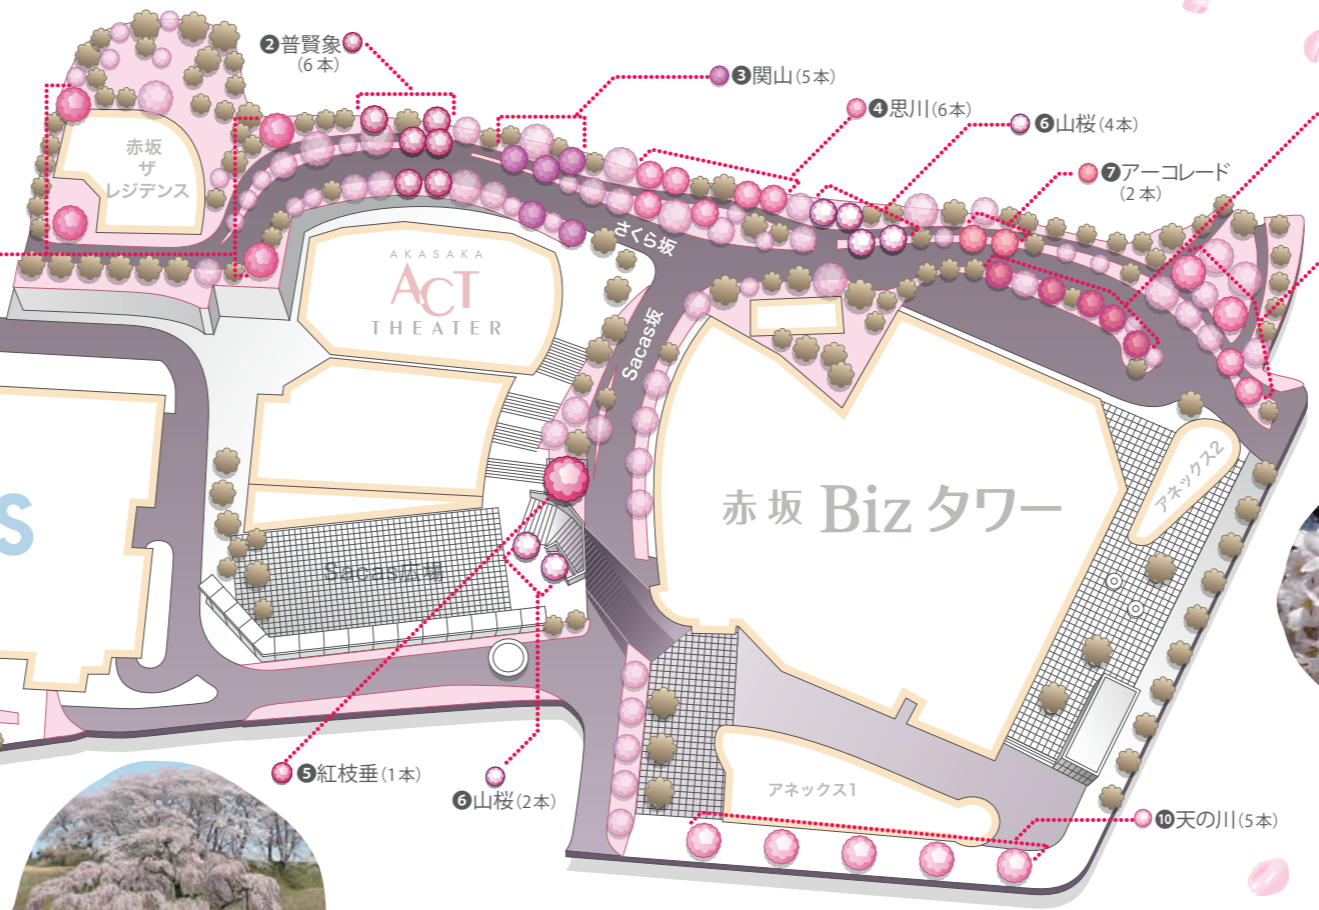 ❷普賢象
(6本)
❸関山(5本)
❹思川(6本)
❻山桜(4本)
❼アーコレード
(2本)
赤坂
ザ
レジデンス
AKASAKA
ACT
THEATER
さくら坂
Sacas坂
赤坂 Bizタワー
アネックス2
S
Sacas広場
❺紅枝垂(1本)
❻山桜(2本)
アネックス1
❿天の川(5本)